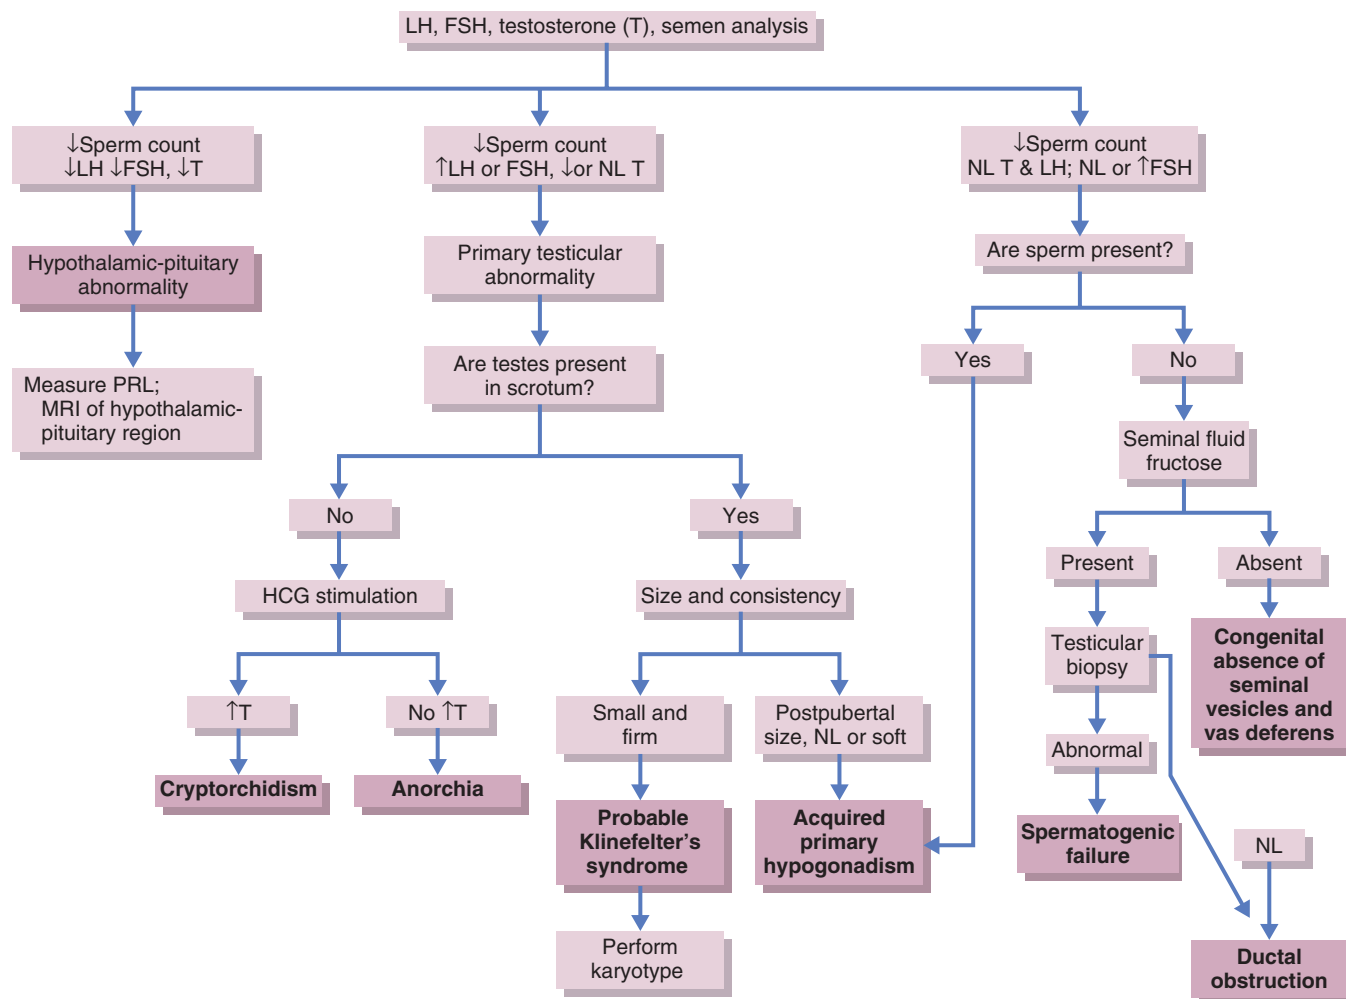 LH, FSH, testosterone (T), semen analysis
↓Sperm count
↓LH ↓FSH, ↓T
↓Sperm count
↑LH or FSH, ↓or NL T
↓Sperm count
NL T & LH; NL or ↑FSH
Hypothalamic-pituitary
abnormality
Primary testicular
abnormality
Are sperm present?
Measure PRL;
MRI of hypothalamic-
pituitary region
Are testes present
in scrotum?
Yes
No
Seminal fluid
fructose
No
Yes
Present
Absent
HCG stimulation
Size and consistency
Testicular
biopsy
Congenital
absence of
seminal
vesicles and
vas deferens
↑T
No ↑T
Small and
firm
Postpubertal
size, NL or soft
Abnormal
Cryptorchidism
Anorchia
Probable
Klinefelter's
syndrome
Acquired
primary
hypogonadism
Spermatogenic
failure
NL
Perform
karyotype
Ductal
obstruction